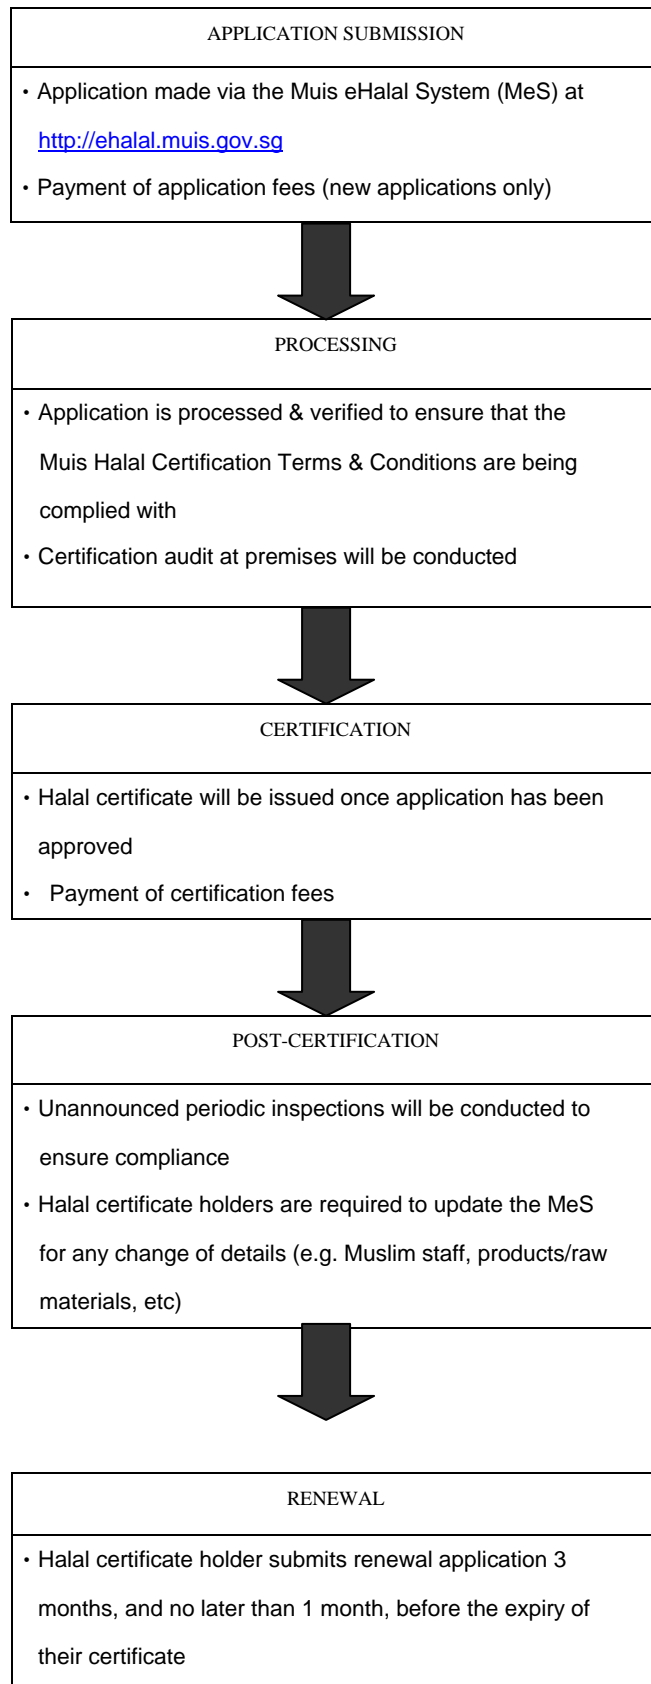 APPLICATION SUBMISSION
• Application made via the Muis eHalal System (MeS) at
http://ehalal.muis.gov.sg
• Payment of application fees (new applications only)
PROCESSING
• Application is processed & verified to ensure that the
Muis Halal Certification Terms & Conditions are being
complied with
• Certification audit at premises will be conducted
CERTIFICATION
• Halal certificate will be issued once application has been
approved
• Payment of certification fees
POST-CERTIFICATION
• Unannounced periodic inspections will be conducted to
ensure compliance
• Halal certificate holders are required to update the MeS
for any change of details (e.g. Muslim staff, products/raw
materials, etc)
RENEWAL
• Halal certificate holder submits renewal application 3
months, and no later than 1 month, before the expiry of
their certificate